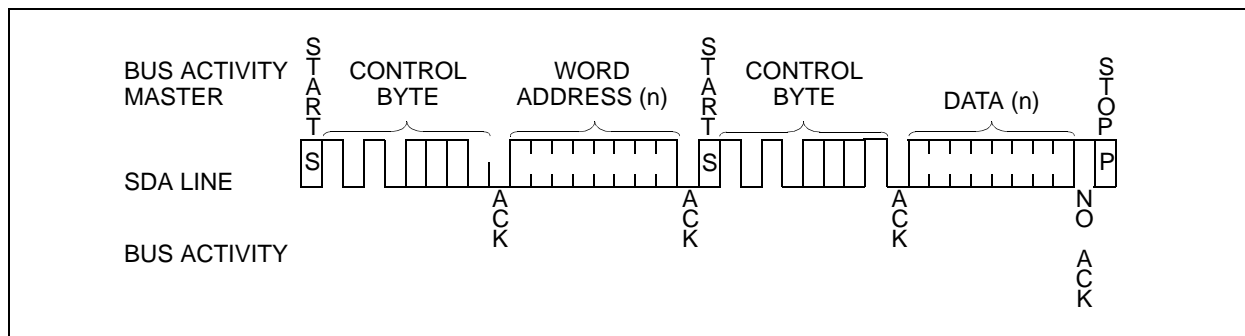 START
BUS ACTIVITY
MASTER
CONTROL
BYTE
WORD
ADDRESS (n)
START
CONTROL
BYTE
DATA (n)
STOP
SDA LINE
S
S
P
ACK
ACK
ACK
NO ACK
BUS ACTIVITY